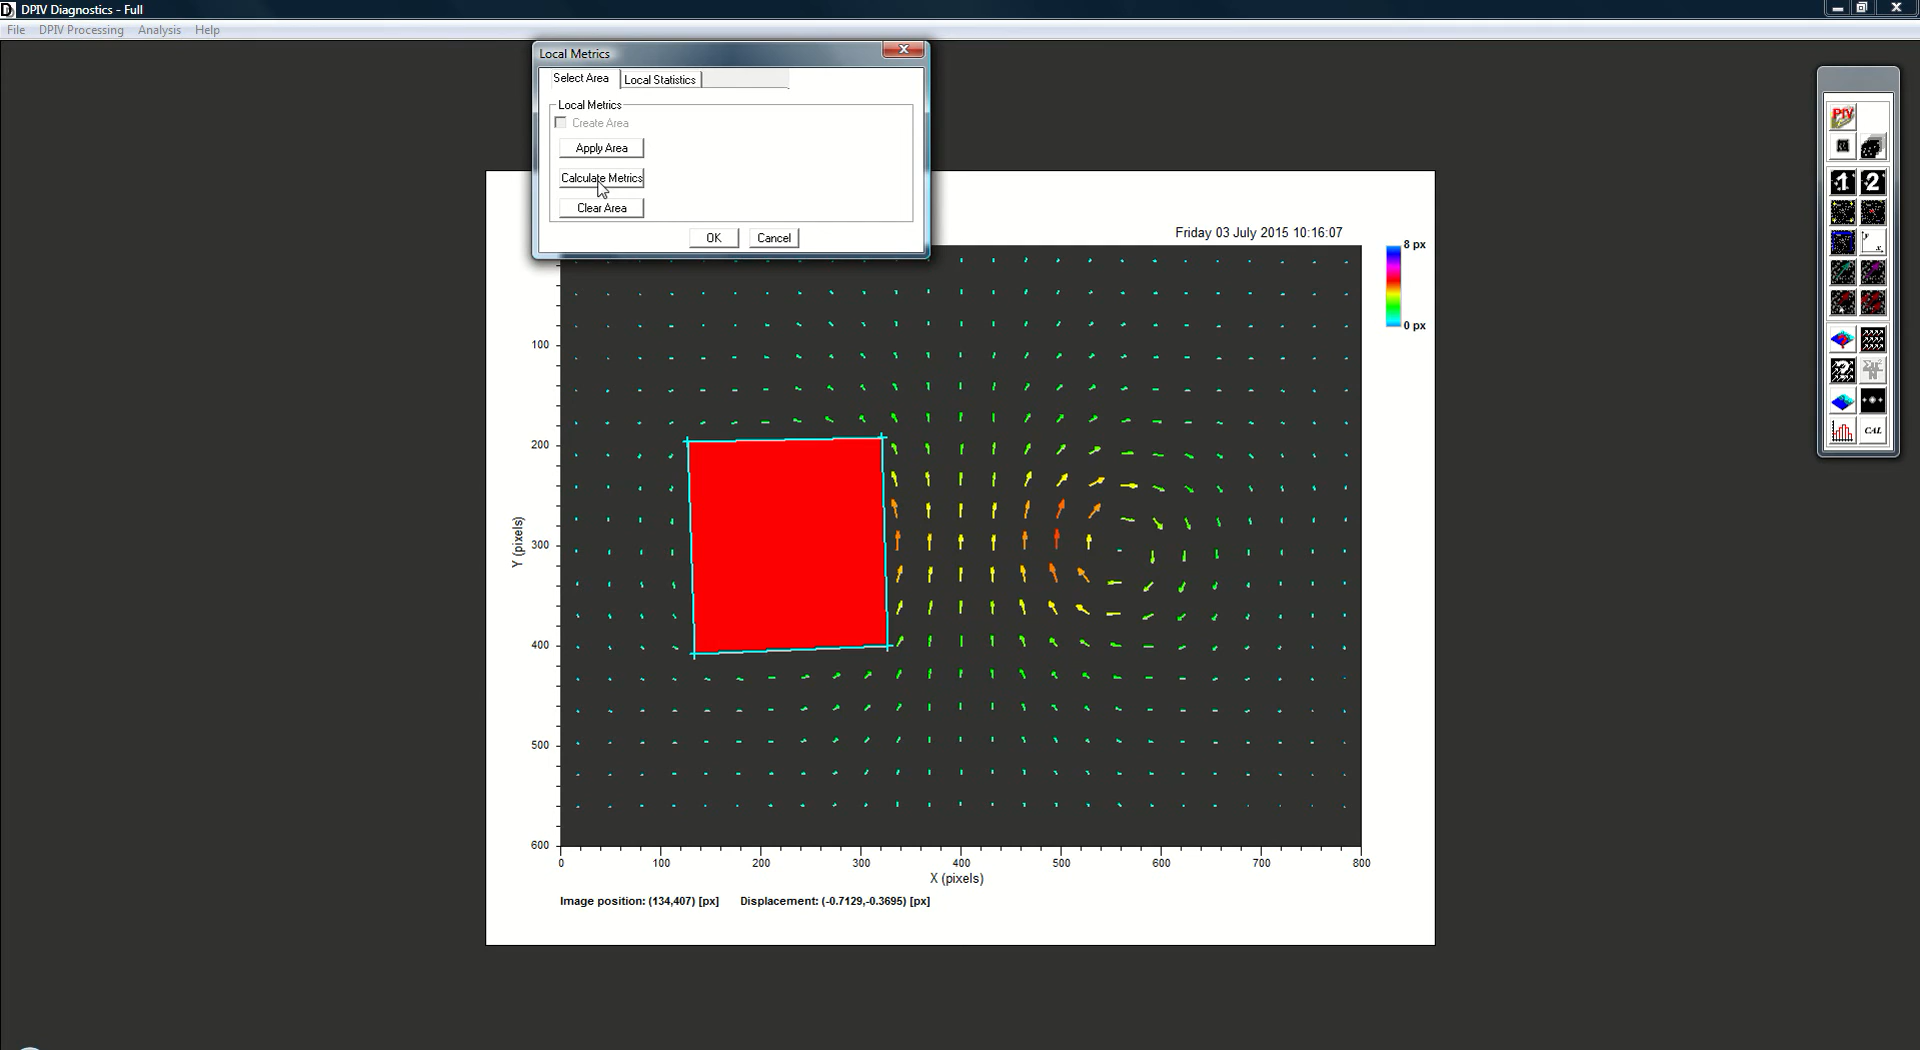 DPIV Diagnostics - Full
File DPIV Processing Analysis Help
Local Metrics
Select Area Local Statistics
Local Metrics
Create Area
Apply Area
Calculate Metrics
Clear Area
OK Cancel
PIV
1 2
y
x
?
?
CAL
Friday 03 July 2015 10:16:07
8 px
0 px
100
200
300
400
500
600
Y (pixels)
0 100 200 300 400 500 600 700 800
X (pixels)
Image position: (134,407) [px] Displacement: (-0.7129,-0.3695) [px]